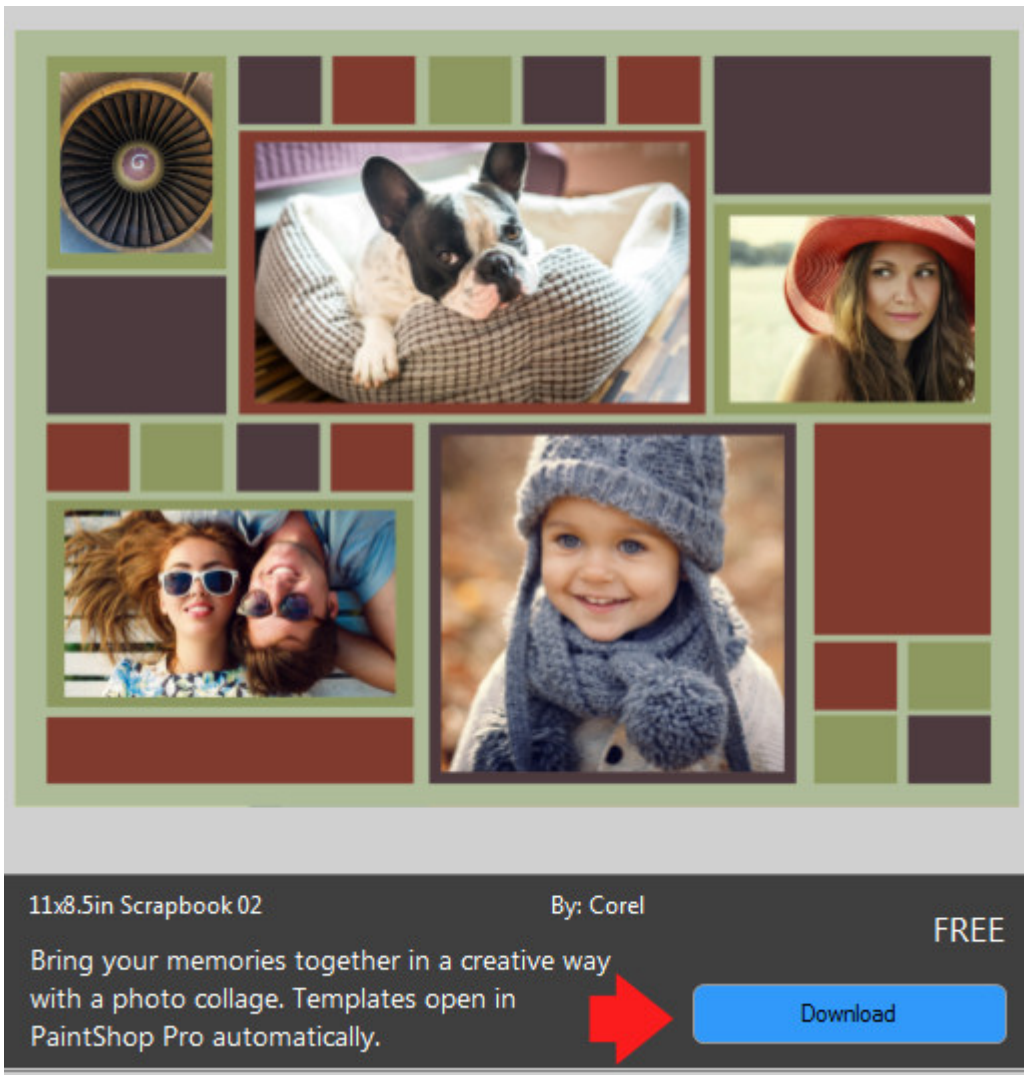 11x8.5in Scrapbook 02
By: Corel
FREE
Bring your memories together in a creative way
with a photo collage. Templates open in
PaintShop Pro automatically.
Download